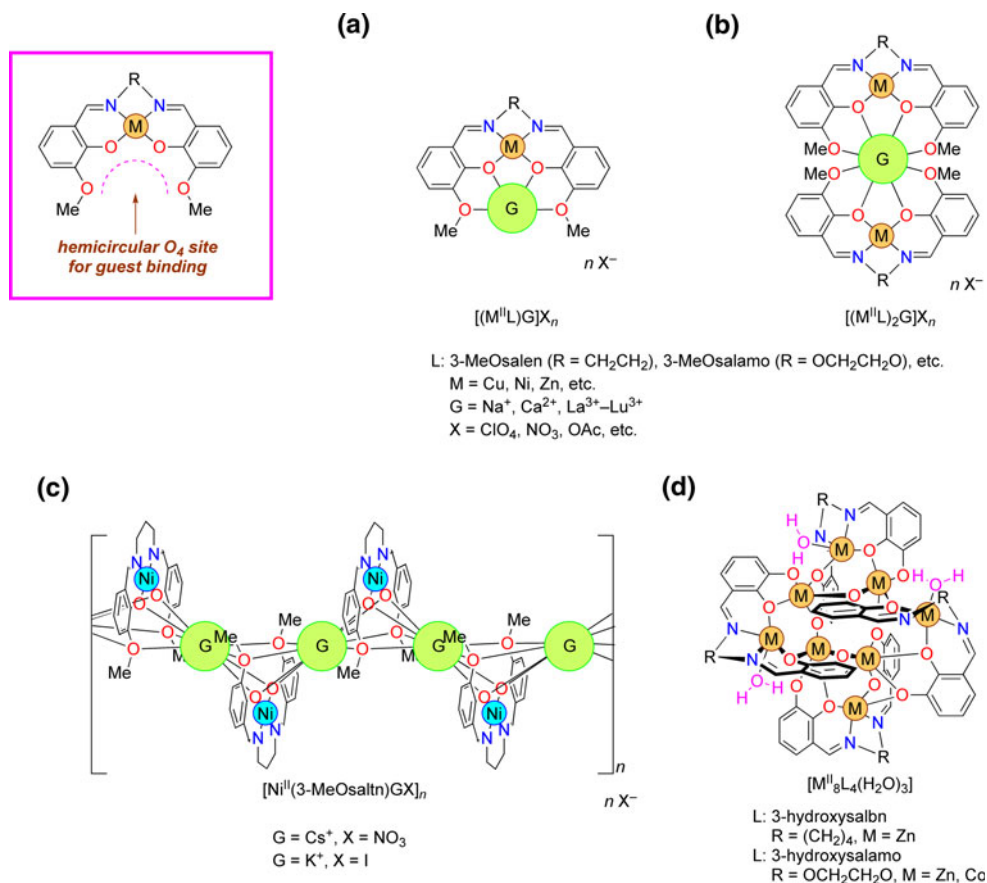 (a)
(b)
R
N N
M
O O
O O
Me Me
hemicircular O₄ site
for guest binding
R
N N
M
O O
O G O
Me Me
n X⁻
[(MᴵᴵL)G]Xₙ
R
N N
M
O O
MeO OMe
G
MeO OMe
O O
M
N N
R
n X⁻
[(MᴵᴵL)₂G]Xₙ
L: 3-MeOsalen (R = CH₂CH₂), 3-MeOsalamo (R = OCH₂CH₂O), etc.
M = Cu, Ni, Zn, etc.
G = Na⁺, Ca²⁺, La³⁺–Lu³⁺
X = ClO₄, NO₃, OAc, etc.
(c)
N N N N
Ni Ni
O O O O
Me Me Me
G G G G
O O O O
Me Me Me
O O O O
Ni Ni
N N N N
n
[Niᴵᴵ(3-MeOsaltn)GX]ₙ
n X⁻
G = Cs⁺, X = NO₃
G = K⁺, X = I
(d)
R
H N
O N
H M O
O O O H O H
M M O R
O O M
N M O N N
M M M O
R N O O
H O H O O
O O M O
N N
R
[Mᴵᴵ₈L₄(H₂O)₃]
L: 3-hydroxysalbn
R = (CH₂)₄, M = Zn
L: 3-hydroxysalamo
R = OCH₂CH₂O, M = Zn, Co